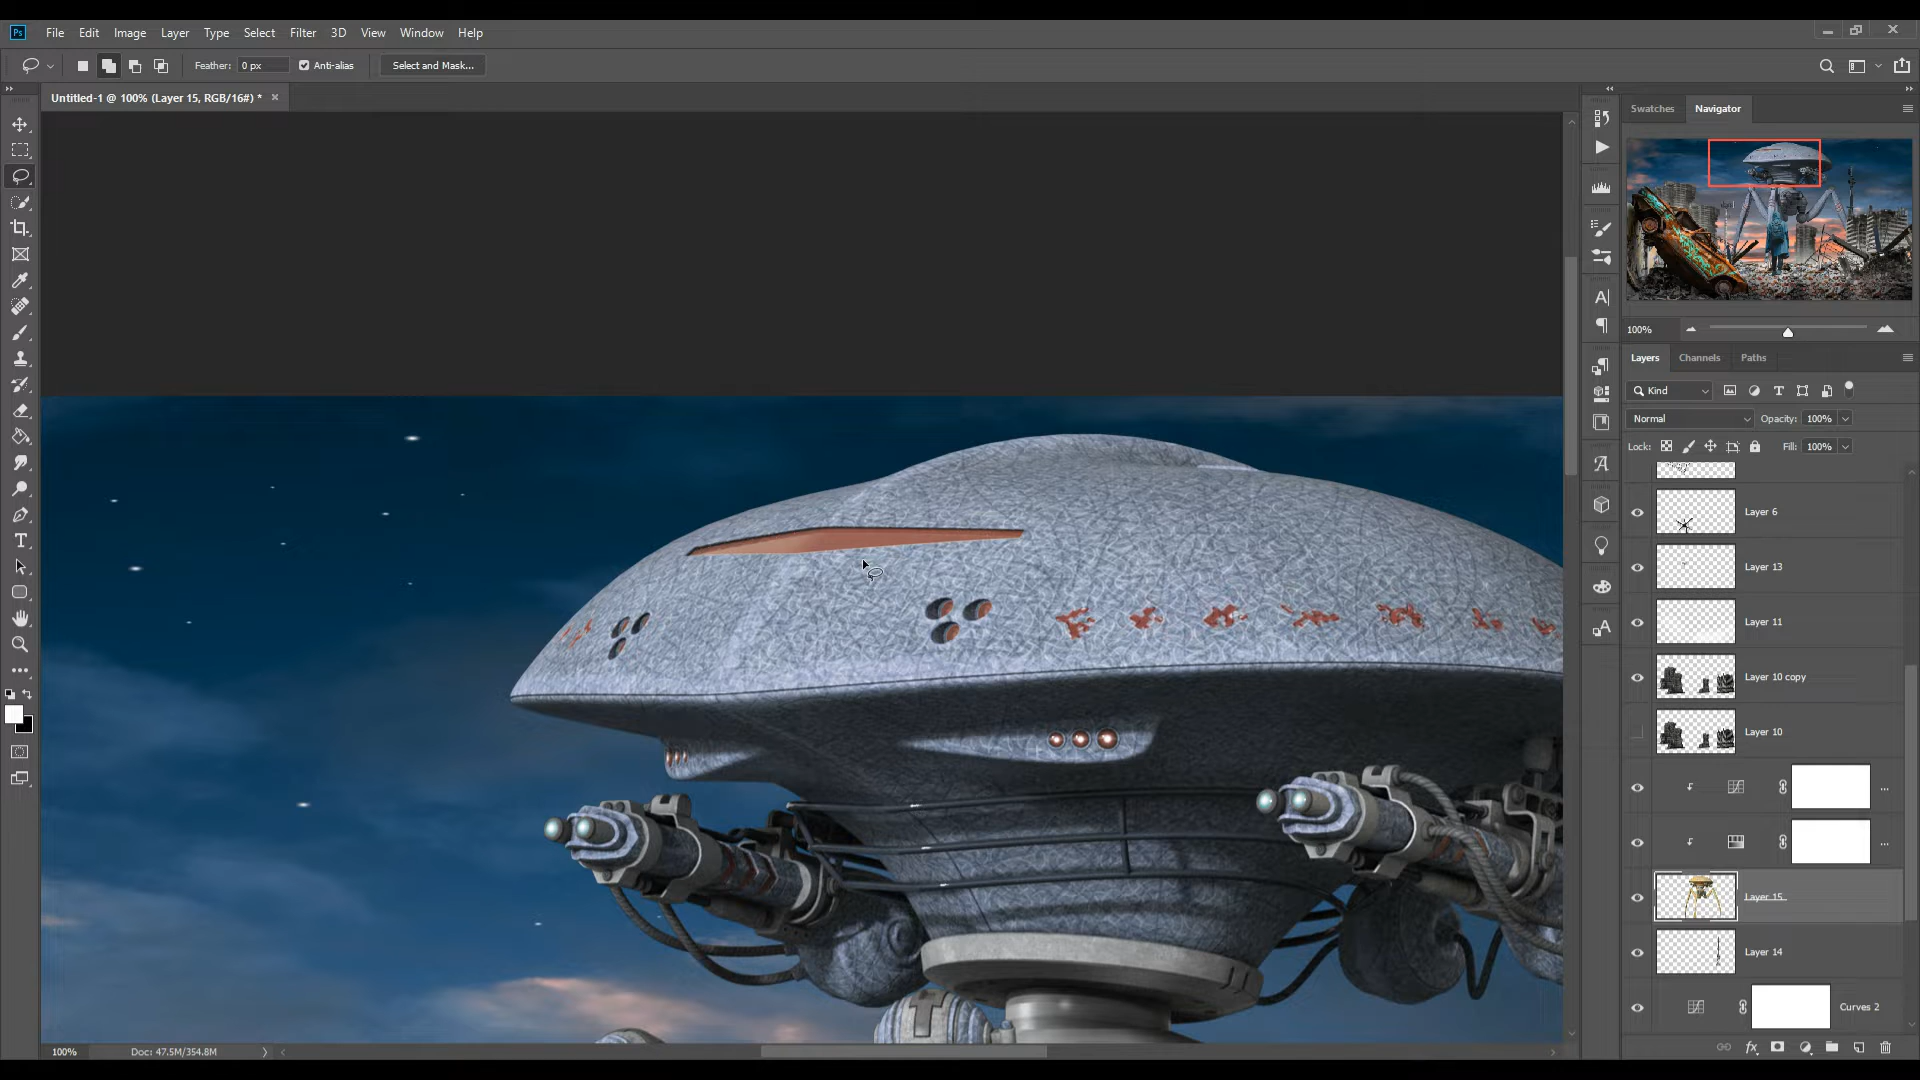 Ps File Edit Image Layer Type Select Filter 3D View Window Help
Feather: 0 px Anti-alias Select and Mask...
Untitled-1 @ 100% (Layer 15, RGB/16#) *
Swatches Navigator
100%
Layers Channels Paths
Kind
Normal Opacity: 100%
Lock: Fill: 100%
Layer 6
Layer 13
Layer 11
Layer 10 copy
Layer 10
Layer 15
Layer 14
Curves 2
100% Doc: 47.5M/354.8M